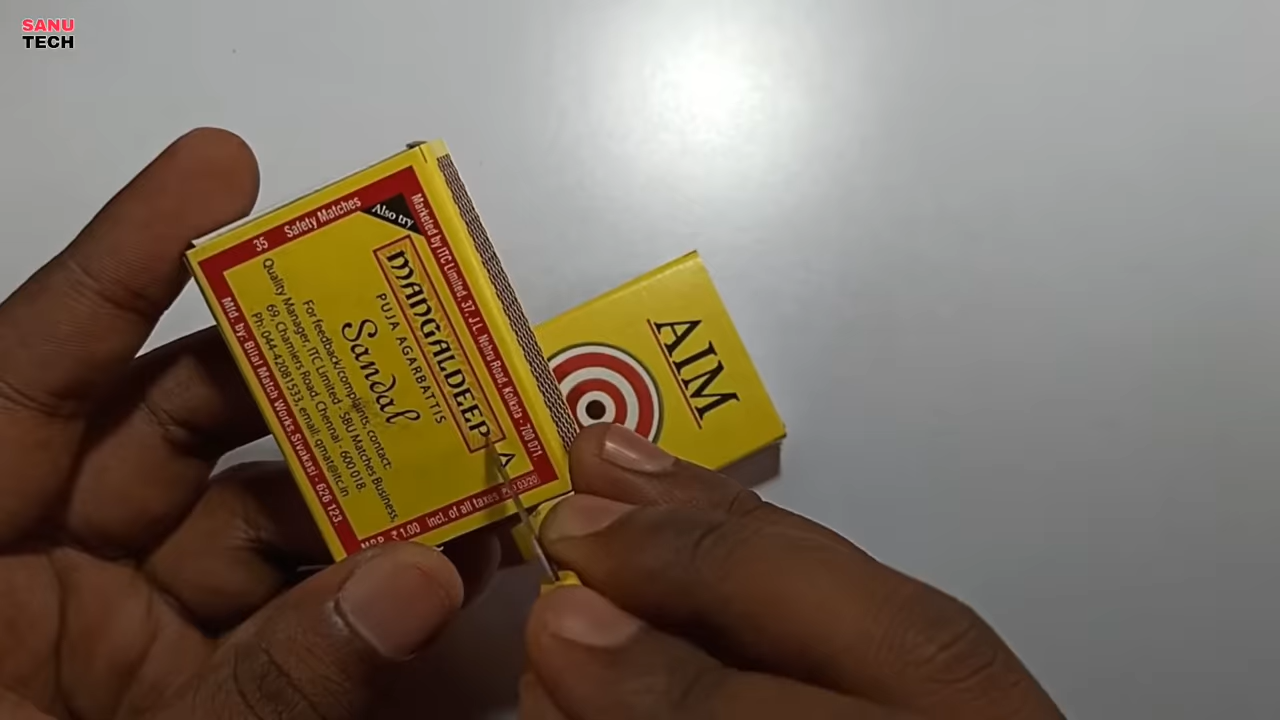 SANU
TECH
35 Safety Matches
Also try
Marketed by ITC Limited, 37, J.L. Nehru Road, Kolkata - 700 071.
MANGALDEEP
PUJA AGARBATTIS
Sandal
For feedback/complaints, contact:
Quality Manager, ITC Limited - SBU Matches Business,
69, Chamiers Road, Chennai - 600 018.
Ph: 044-42081533, email: qmat@itc.in
Mfd. by: Bilal Match Works, Sivakasi - 626 123.
MRP ₹ 1.00 incl. of all taxes 03/20
AIM